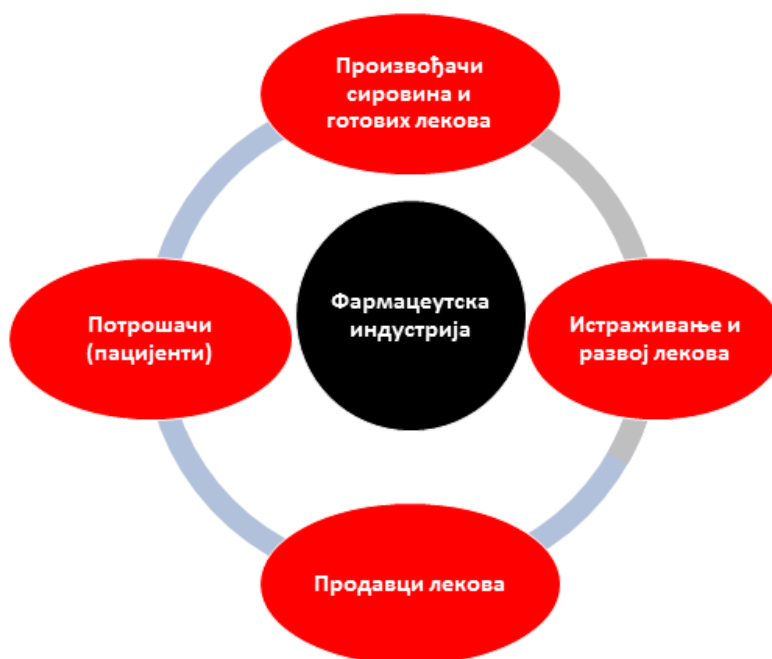 Произвођачи
сировина и
готових лекова
Фармацеутска
индустрија
Потрошачи
(пацијенти)
Истраживање и
развој лекова
Продавци лекова